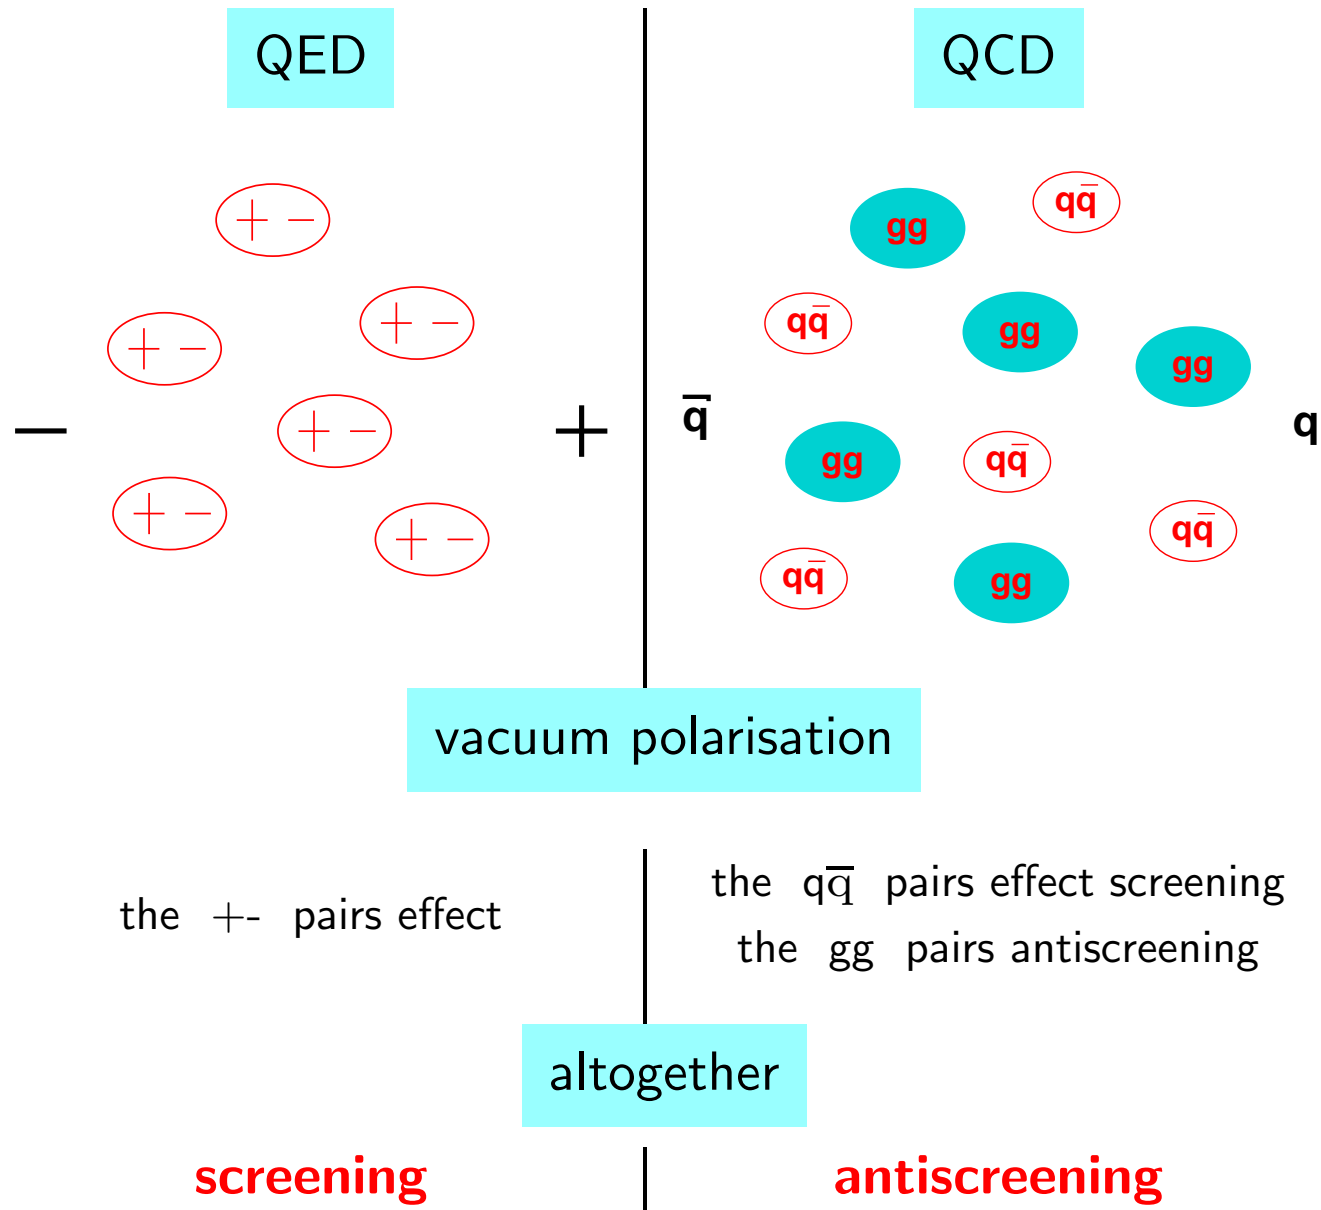 QED
QCD
+ −
+ −
+ −
+ −
+ −
+ −
−
+
gg
qq̅
qq̅
gg
gg
q̅
q
gg
qq̅
qq̅
qq̅
gg
vacuum polarisation
the +- pairs effect
the qq̅ pairs effect screening
the gg pairs antiscreening
altogether
screening
antiscreening